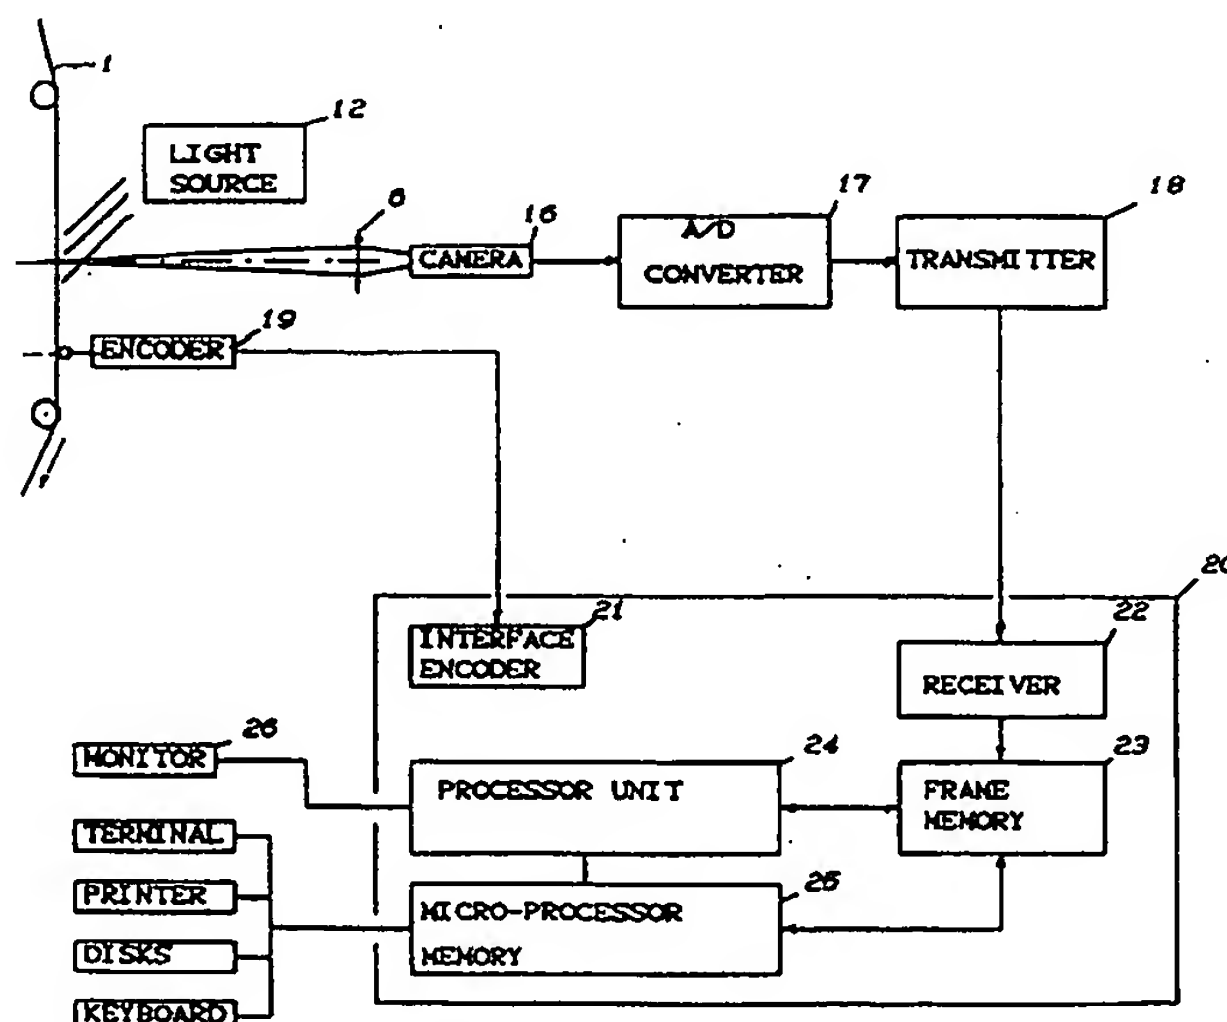 1
12
LIGHT
SOURCE
6
16
CAMERA
17
A/D
CONVERTER
18
TRANSMITTER
19
ENCODER
20
21
INTERFACE
ENCODER
22
RECEIVER
26
MONITOR
24
PROCESSOR UNIT
23
FRAME
MEMORY
TERMINAL
PRINTER
25
MICRO-PROCESSOR
MEMORY
DISKS
KEYBOARD